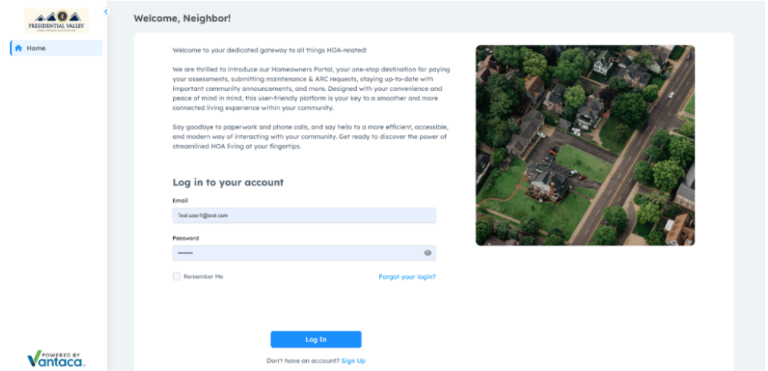 Welcome, Neighbor!
PRESIDENTIAL VALLEY
Home
Welcome to your dedicated gateway to all things HOA-related!
We are thrilled to introduce our Homeowners Portal, your one-stop destination for paying
your assessments, submitting maintenance & ARC requests, staying up-to-date with
important community announcements, and more. Designed with your convenience and
peace of mind in mind, this user-friendly platform is your key to a smoother and more
connected living experience within your community.
Say goodbye to paperwork and phone calls, and say hello to a more efficient, accessible,
and modern way of interacting with your community. Get ready to discover the power of
streamlined HOA living at your fingertips.
Log in to your account
Email
Test.user1@test.com
Password
Remember Me
Forgot your login?
Log In
Don't have an account? Sign Up
POWERED BY
Vantaca